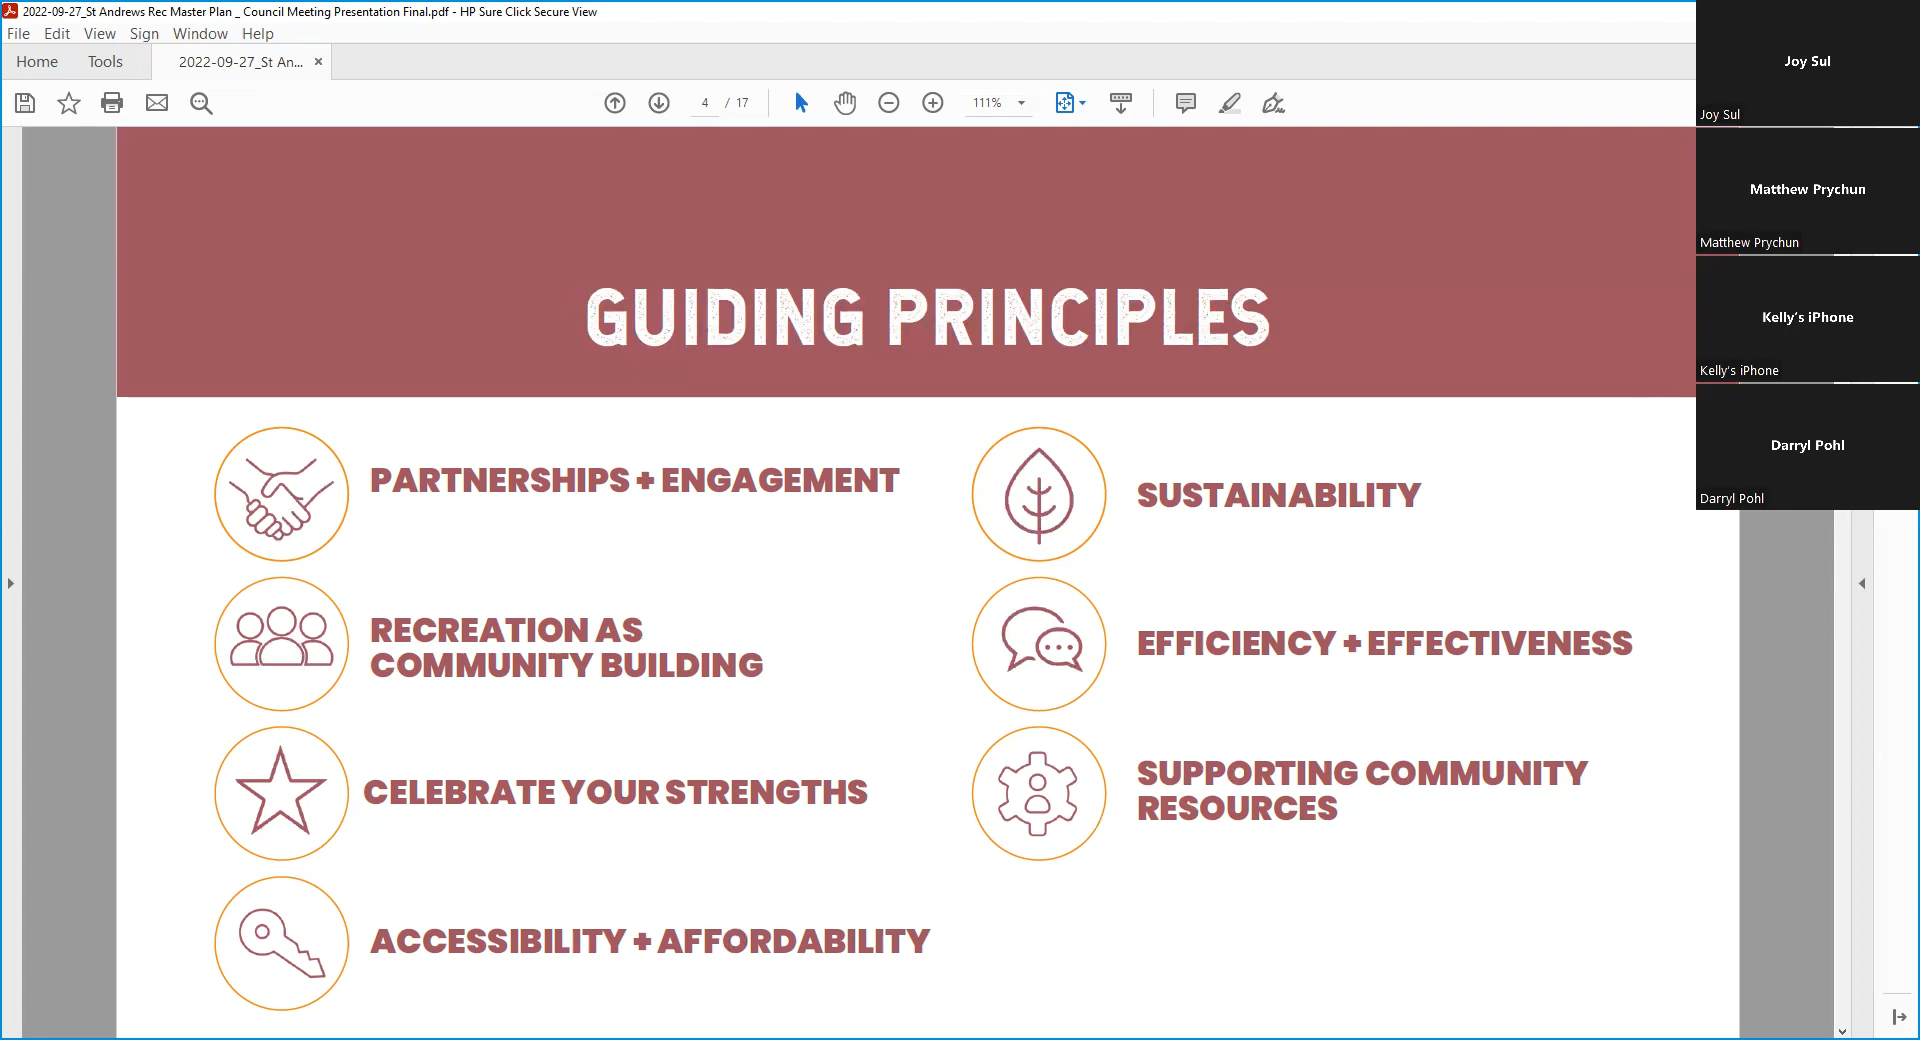 2022-09-27_St Andrews Rec Master Plan _ Council Meeting Presentation Final.pdf - HP Sure Click Secure View
File Edit View Sign Window Help
Home Tools 2022-09-27_St An... ×
4 / 17 111%
GUIDING PRINCIPLES
PARTNERSHIPS + ENGAGEMENT
RECREATION AS
COMMUNITY BUILDING
CELEBRATE YOUR STRENGTHS
ACCESSIBILITY + AFFORDABILITY
SUSTAINABILITY
EFFICIENCY + EFFECTIVENESS
SUPPORTING COMMUNITY
RESOURCES
Joy Sul
Joy Sul
Matthew Prychun
Matthew Prychun
Kelly's iPhone
Kelly's iPhone
Darryl Pohl
Darryl Pohl